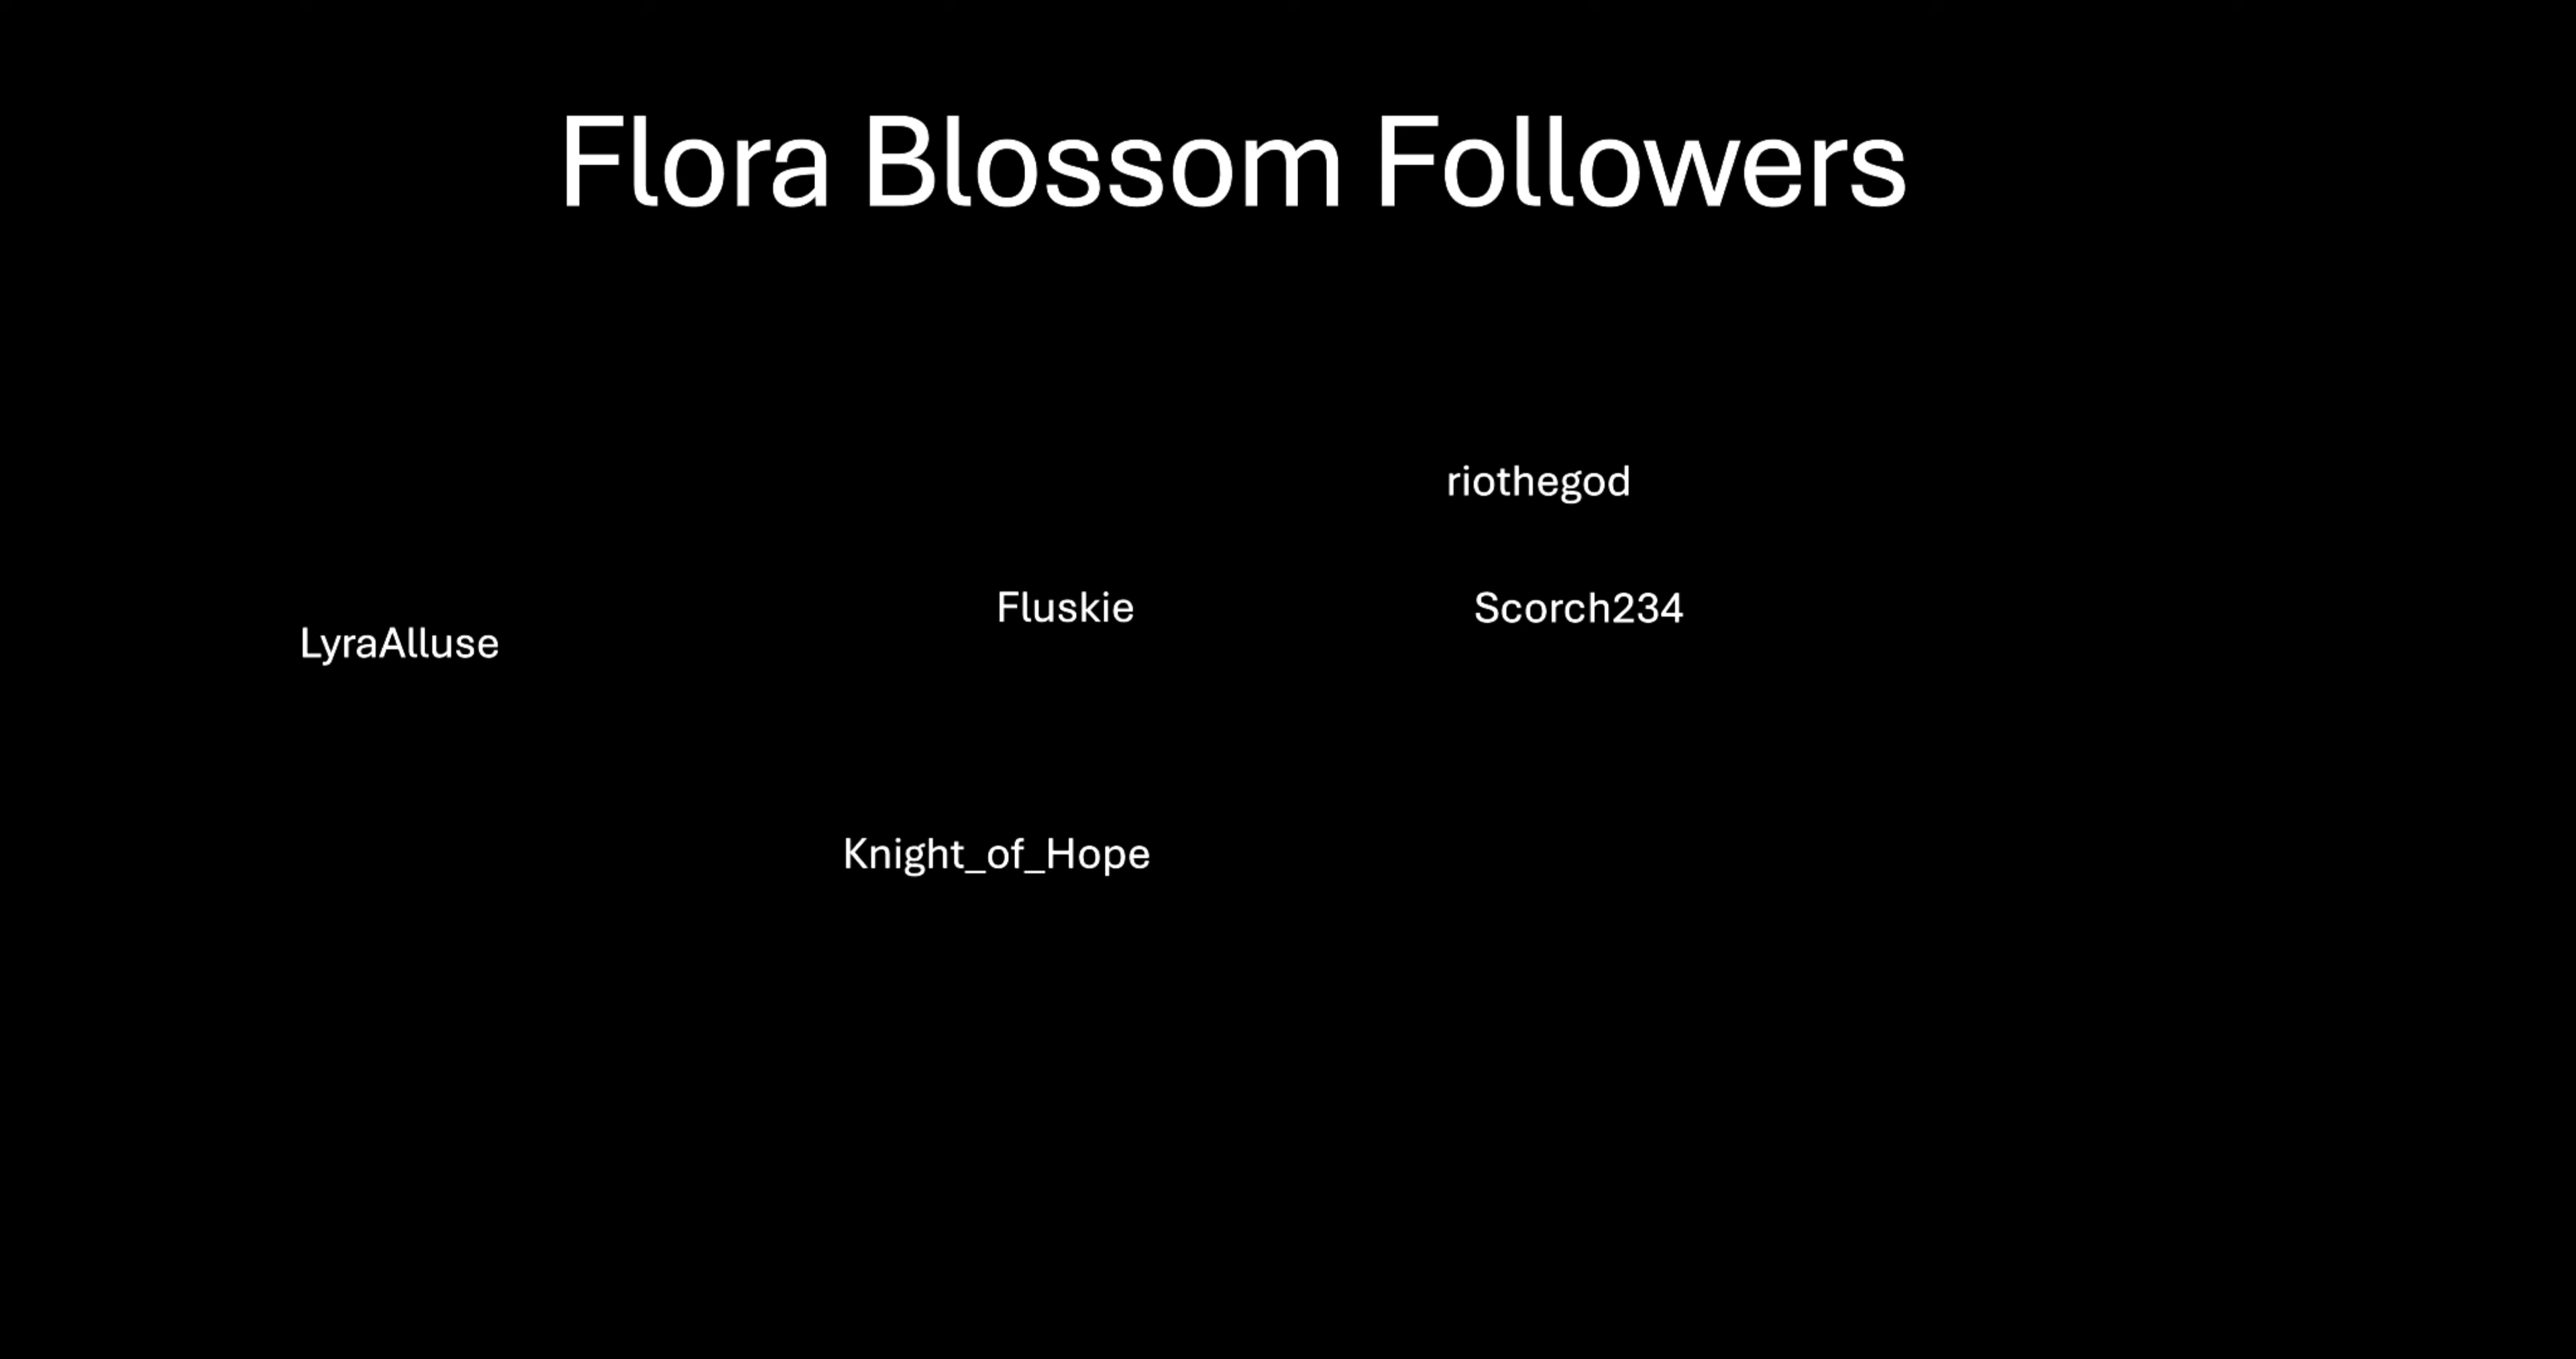 Flora Blossom Followers
riothegod
Fluskie
Scorch234
LyraAlluse
Knight_of_Hope